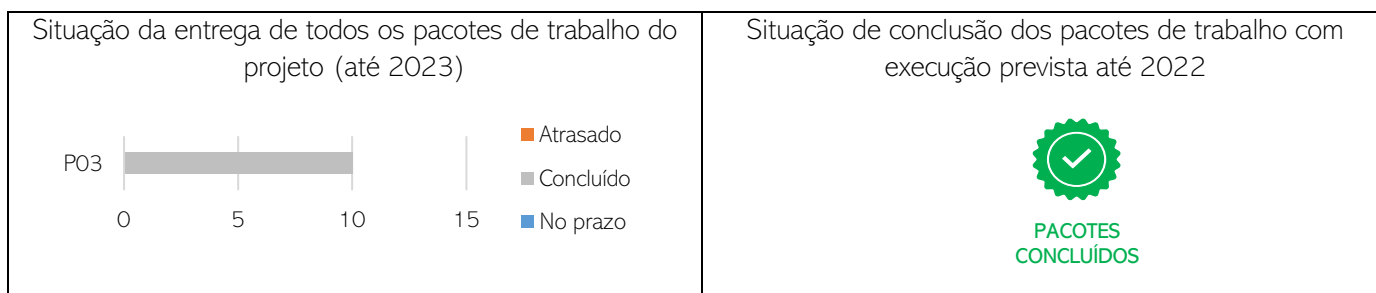 Situação da entrega de todos os pacotes de trabalho do
projeto (até 2023)
P03
0 5 10 15
Atrasado
Concluído
No prazo
Situação de conclusão dos pacotes de trabalho com
execução prevista até 2022
PACOTES
CONCLUÍDOS